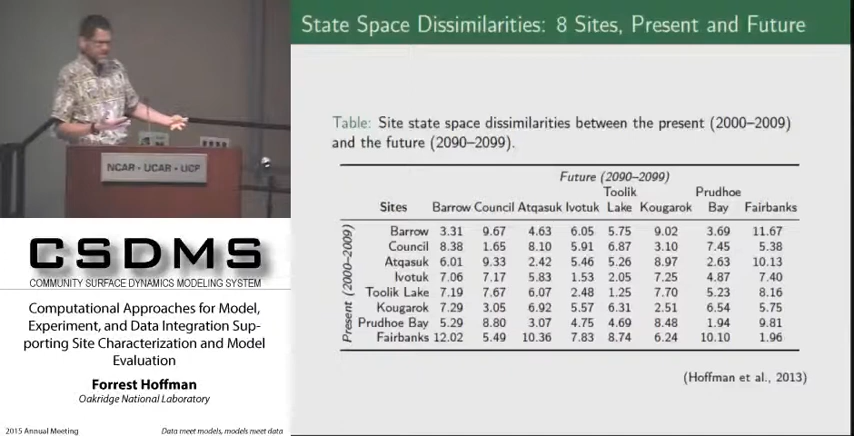 State Space Dissimilarities: 8 Sites, Present and Future
Table: Site state space dissimilarities between the present (2000–2009)
and the future (2090–2099).
Future (2090–2099)
Toolik Prudhoe
Sites Barrow Council Atqasuk Ivotuk Lake Kougarok Bay Fairbanks
Present (2000–2009)
Barrow 3.31 9.67 4.63 6.05 5.75 9.02 3.69 11.67
Council 8.38 1.65 8.10 5.91 6.87 3.10 7.45 5.38
Atqasuk 6.01 9.33 2.42 5.46 5.26 8.97 2.63 10.13
Ivotuk 7.06 7.17 5.83 1.53 2.05 7.25 4.87 7.40
Toolik Lake 7.19 7.67 6.07 2.48 1.25 7.70 5.23 8.16
Kougarok 7.29 3.05 6.92 5.57 6.31 2.51 6.54 5.75
Prudhoe Bay 5.29 8.80 3.07 4.75 4.69 8.48 1.94 9.81
Fairbanks 12.02 5.49 10.36 7.83 8.74 6.24 10.10 1.96
(Hoffman et al., 2013)
NCAR - UCAR - UCP
CSDMS
COMMUNITY SURFACE DYNAMICS MODELING SYSTEM
Computational Approaches for Model,
Experiment, and Data Integration Sup-
porting Site Characterization and Model
Evaluation
Forrest Hoffman
Oakridge National Laboratory
2015 Annual Meeting Data meet models, models meet data